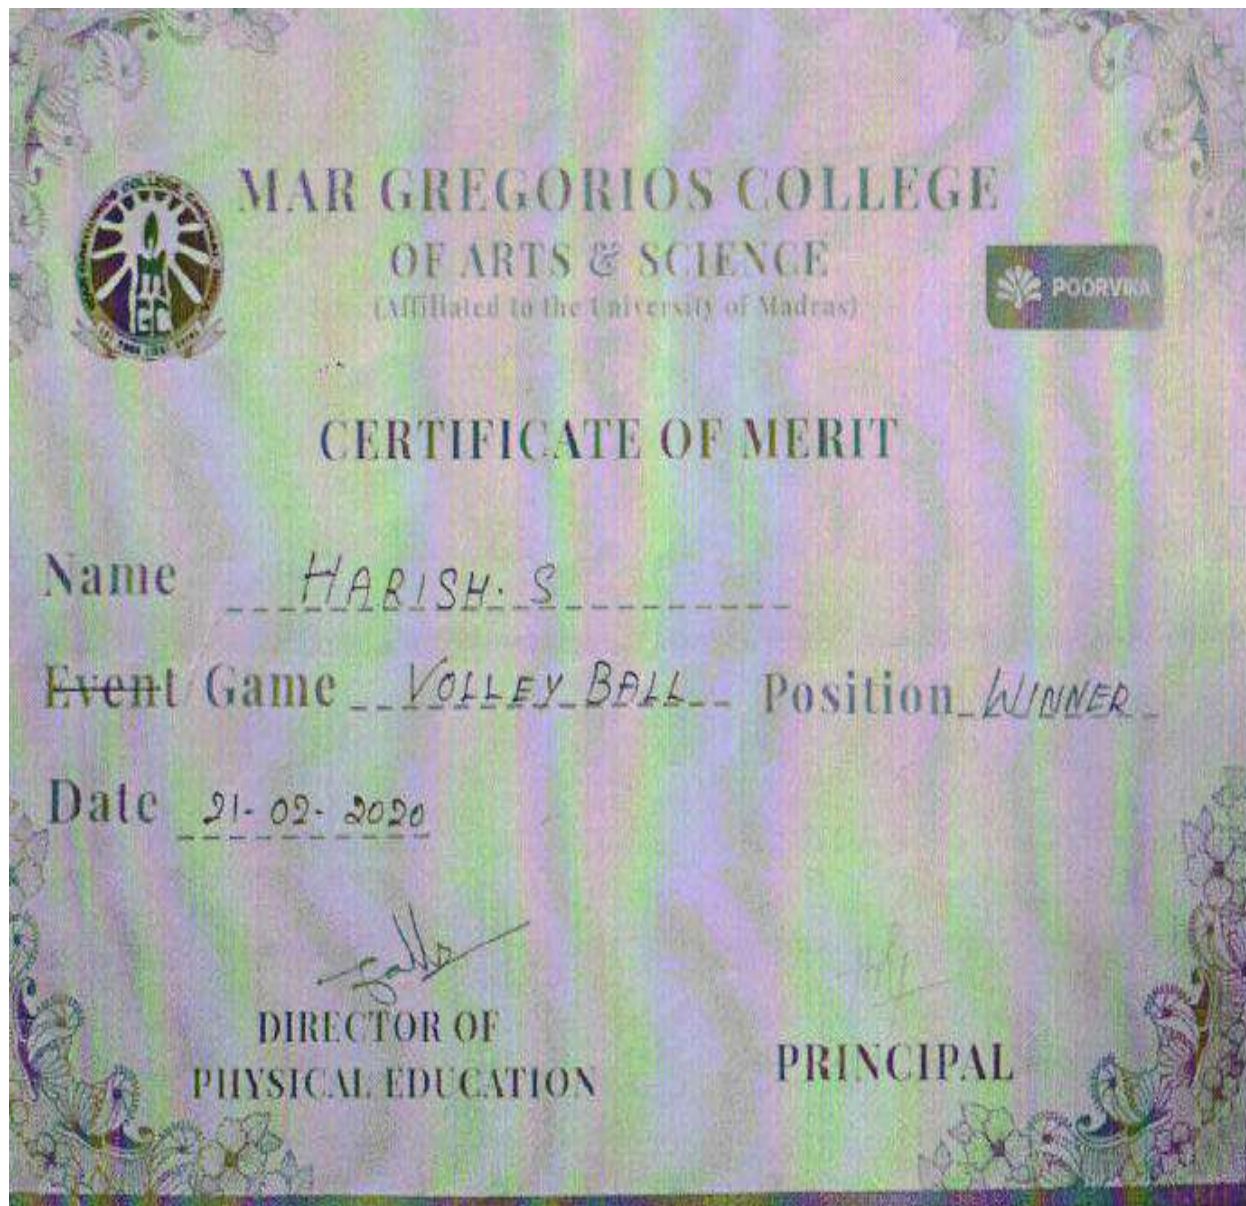 MAR GREGORIOS COLLEGE
OF ARTS & SCIENCE
(Affiliated to the University of Madras)
POORVIKA
CERTIFICATE OF MERIT
Name HARISH. S
Event/Game VOLLEY BALL Position WINNER
Date 21-02-2020
DIRECTOR OF
PHYSICAL EDUCATION
PRINCIPAL